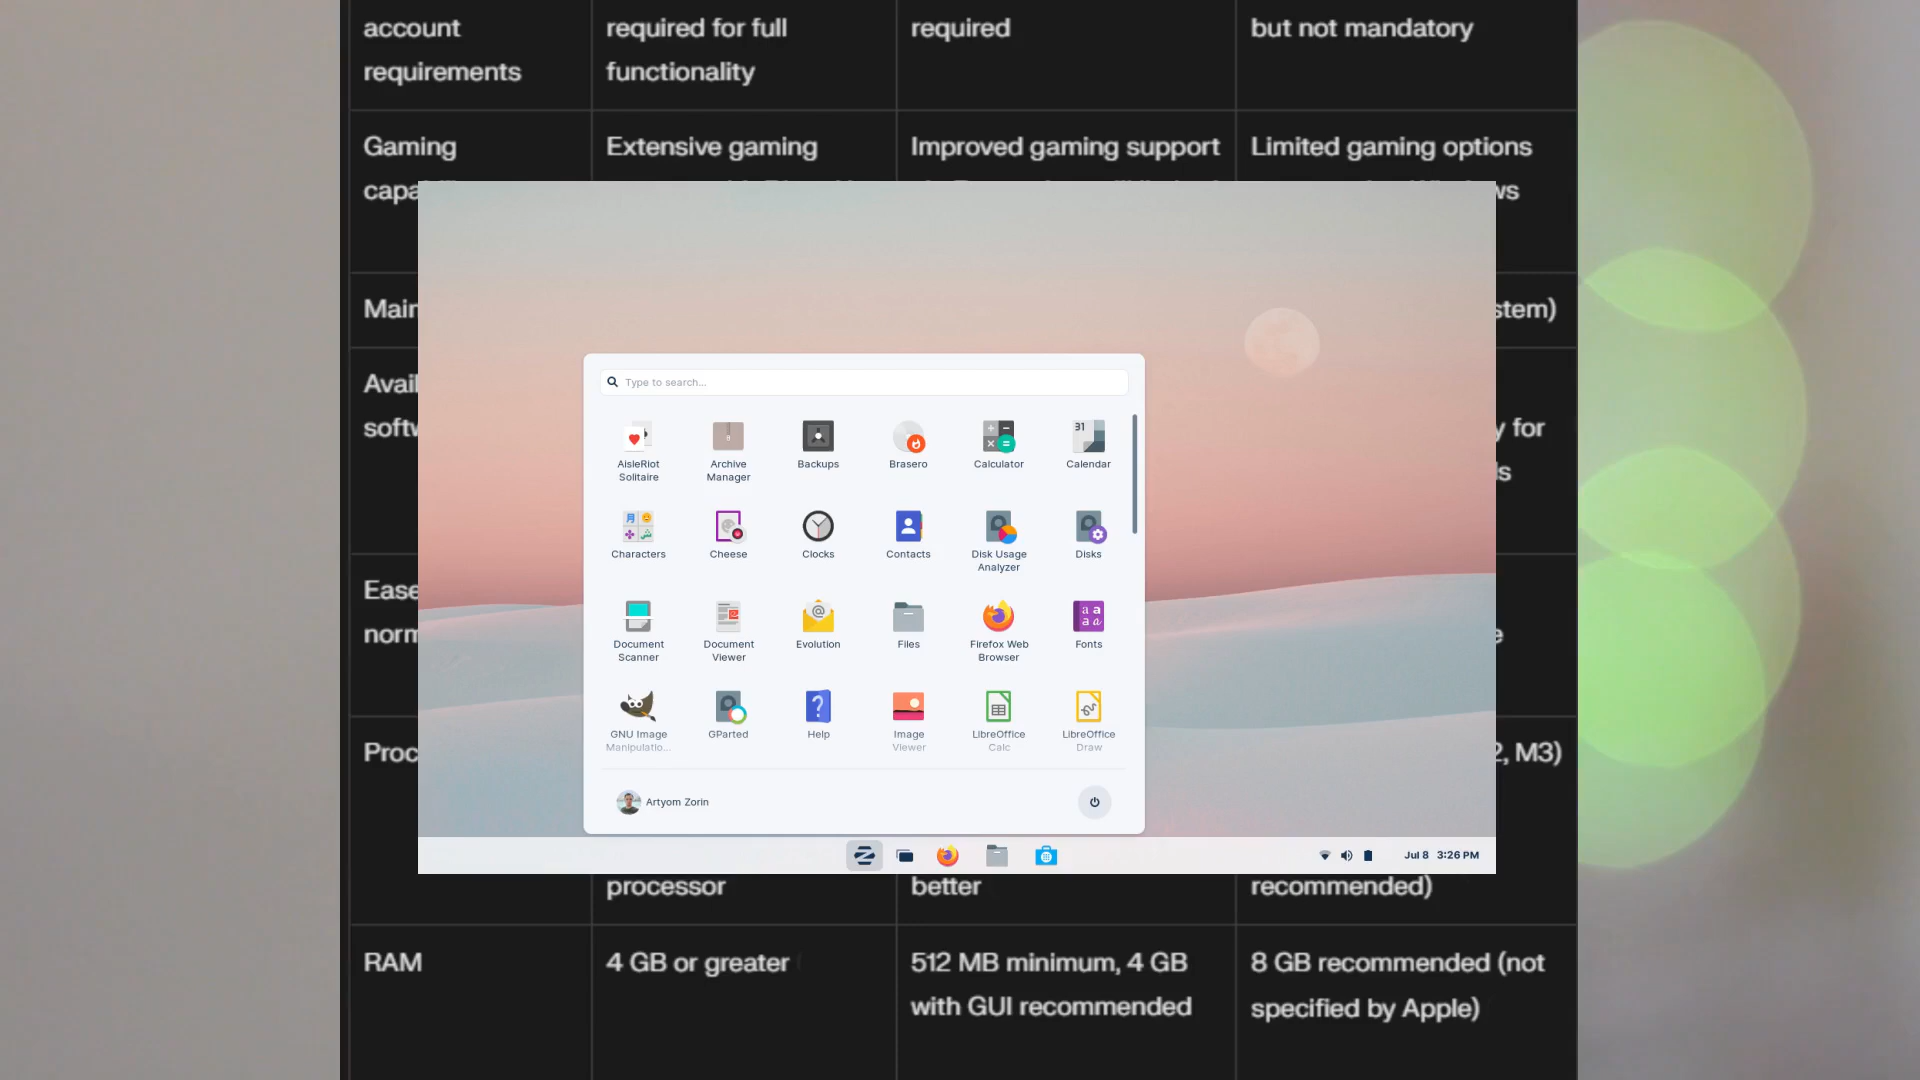 account
requirements
required for full
functionality
required
but not mandatory
Gaming
Extensive gaming
Improved gaming support
Limited gaming options
Type to search...
AisleRiot
Solitaire
Archive
Manager
Backups
Brasero
Calculator
31
Calendar
Characters
Cheese
Clocks
Contacts
Disk Usage
Analyzer
Disks
Document
Scanner
Document
Viewer
Evolution
Files
Firefox Web
Browser
Fonts
GNU Image
Manipulatio...
GParted
Help
Image
Viewer
LibreOffice
Calc
LibreOffice
Draw
Artyom Zorin
Jul 8 3:26 PM
stem)
y for
2, M3)
processor
better
recommended)
RAM
4 GB or greater
512 MB minimum, 4 GB
with GUI recommended
8 GB recommended (not
specified by Apple)